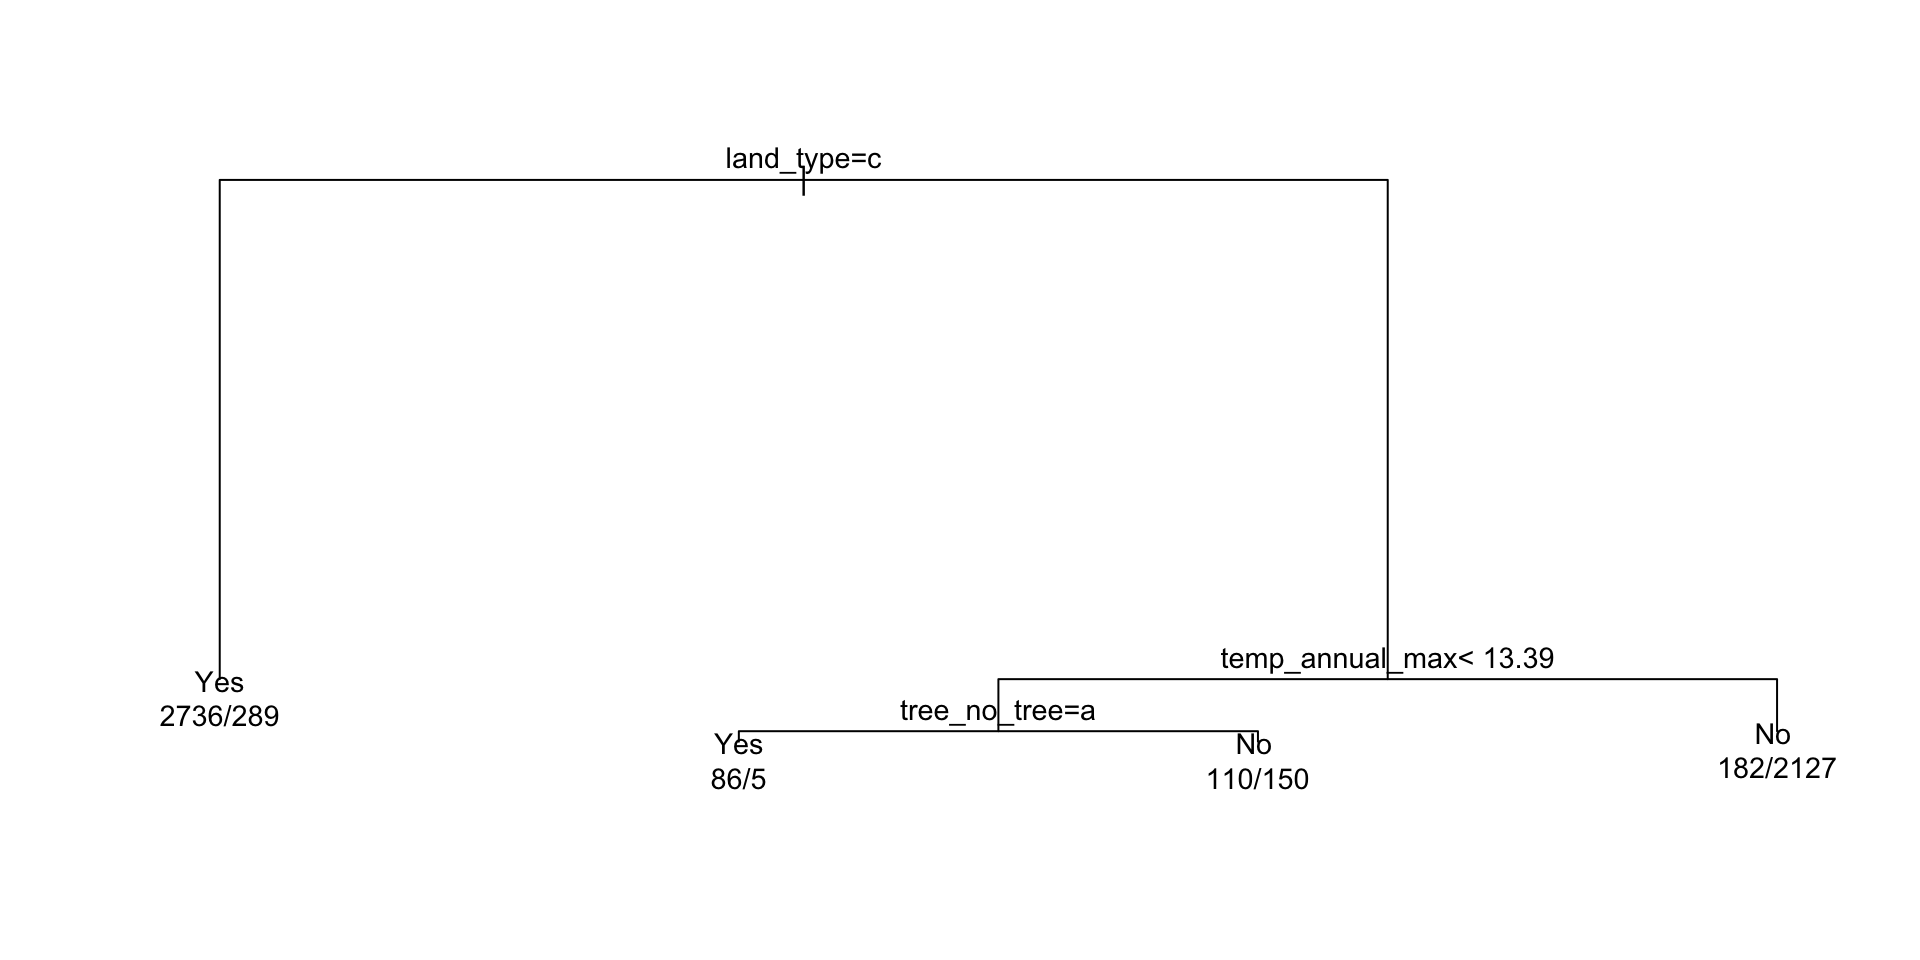 land_type=c
temp_annual_max< 13.39
tree_no_tree=a
Yes
2736/289
Yes
86/5
No
110/150
No
182/2127